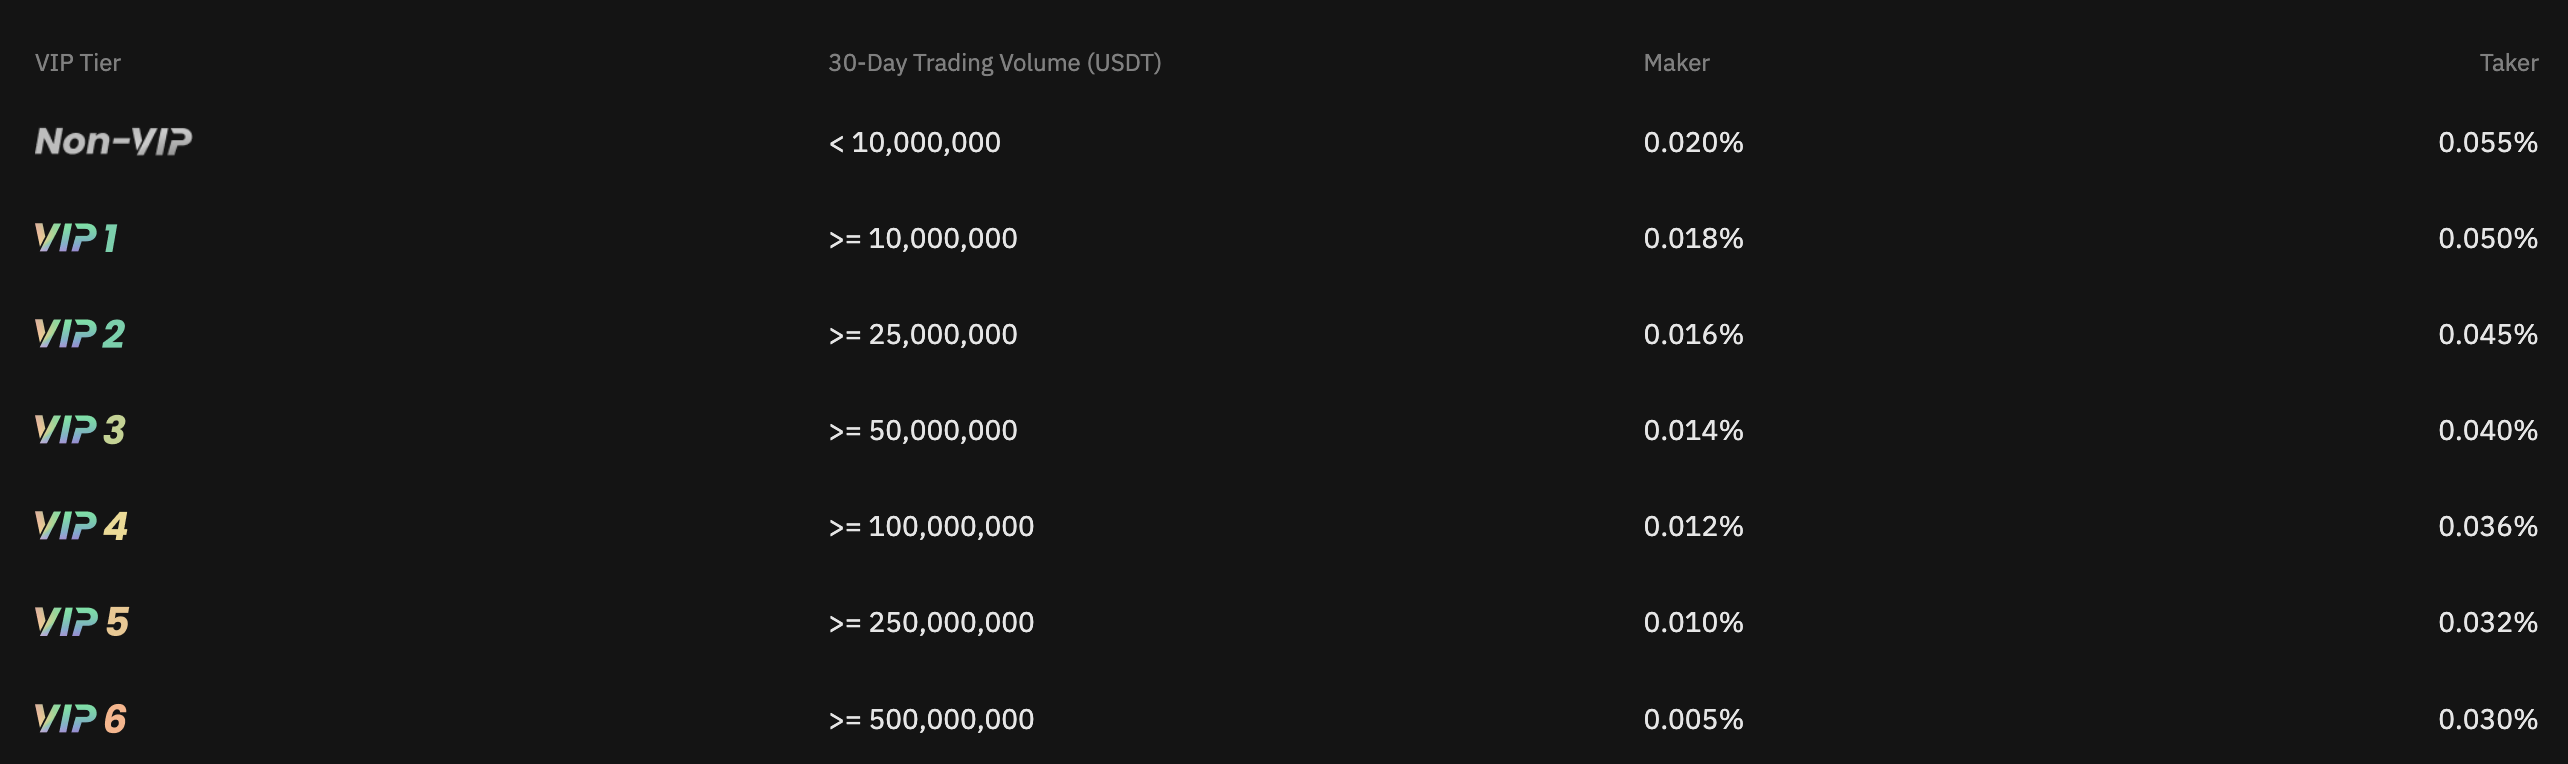 VIP Tier 30-Day Trading Volume (USDT) Maker Taker
Non-VIP < 10,000,000 0.020% 0.055%
VIP 1 >= 10,000,000 0.018% 0.050%
VIP 2 >= 25,000,000 0.016% 0.045%
VIP 3 >= 50,000,000 0.014% 0.040%
VIP 4 >= 100,000,000 0.012% 0.036%
VIP 5 >= 250,000,000 0.010% 0.032%
VIP 6 >= 500,000,000 0.005% 0.030%